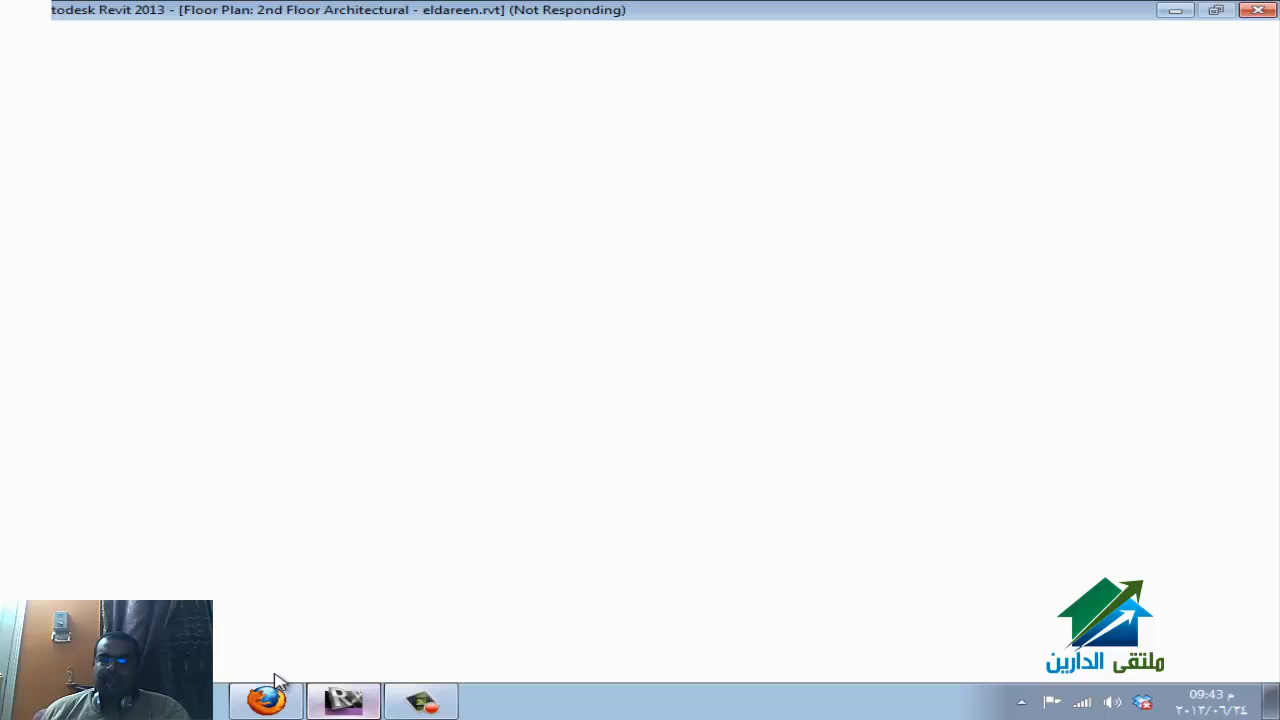 todesk Revit 2013 - [Floor Plan: 2nd Floor Architectural - eldareen.rvt] (Not Responding)
ملتقى الدارين
09:43 م
٢٠١٣/٠٦/٢٤